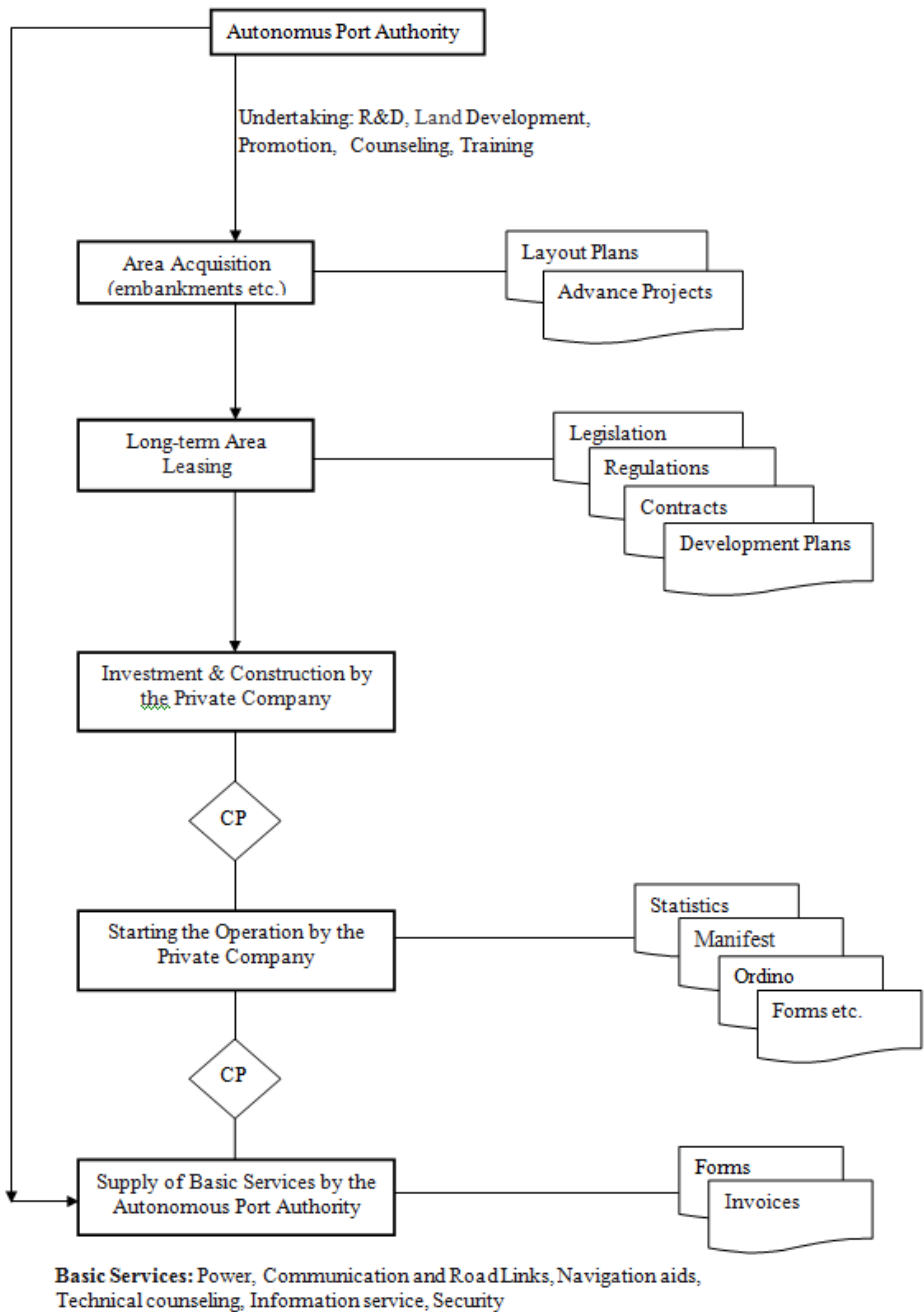 Autonomus Port Authority
Undertaking: R&D, Land Development,
Promotion, Counseling, Training
Area Acquisition
(embankments etc.)
Layout Plans
Advance Projects
Long-term Area
Leasing
Legislation
Regulations
Contracts
Development Plans
Investment & Construction by
the Private Company
CP
Starting the Operation by the
Private Company
Statistics
Manifest
Ordino
Forms etc.
CP
Supply of Basic Services by the
Autonomous Port Authority
Forms
Invoices
Basic Services: Power, Communication and Road Links, Navigation aids,
Technical counseling, Information service, Security